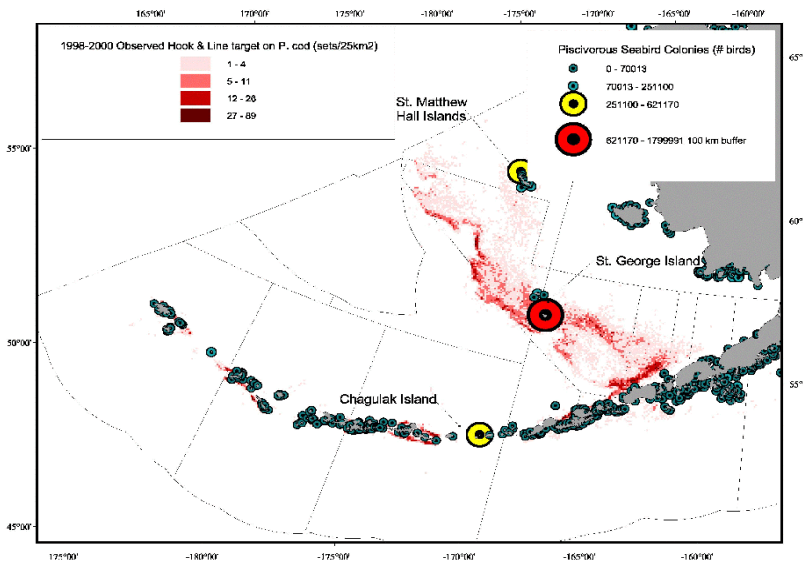 165°00' 170°00' 175°00' -180°00' -175°00' -170°00' -165°00' -160°00'
1998-2000 Observed Hook & Line target on P. cod (sets/25km2)
1 - 4
5 - 11
12 - 26
27 - 89
Piscivorous Seabird Colonies (# birds)
0 - 70013
70013 - 251100
251100 - 621170
621170 - 1799991 100 km buffer
65°00'
St. Matthew
Hall Islands
55°00'
60°00'
St. George Island
50°00'
55°00'
Chagulak Island
45°00'
175°00' -180°00' -175°00' -170°00' -165°00' -160°00'